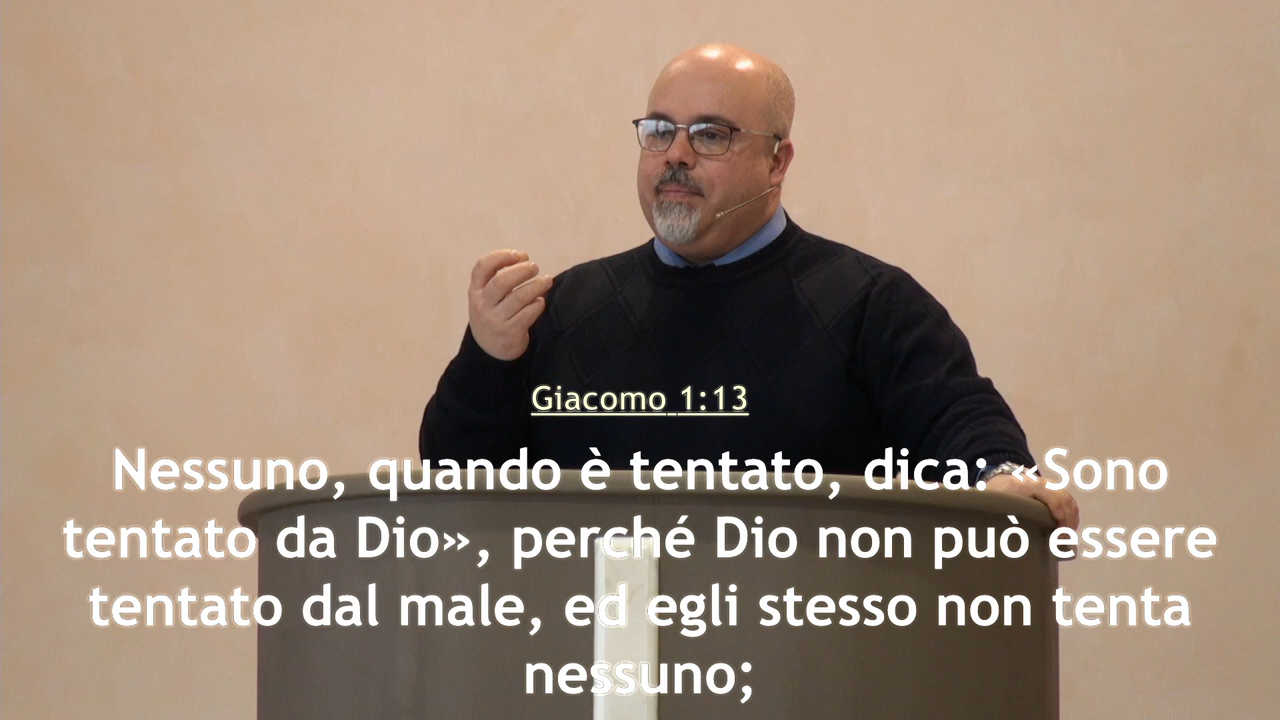 Giacomo 1:13
Nessuno, quando è tentato, dica: «Sono
tentato da Dio», perché Dio non può essere
tentato dal male, ed egli stesso non tenta
nessuno;